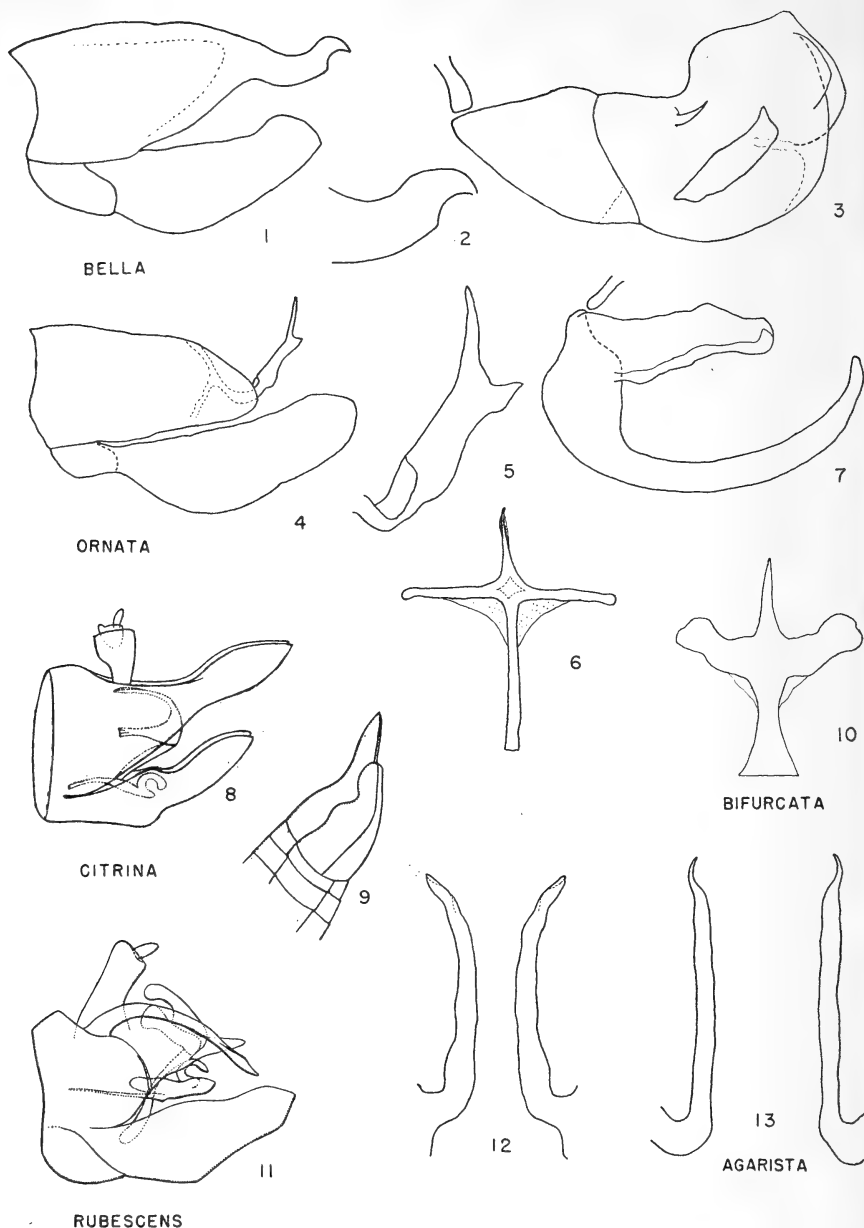 1
2
3
BELLA
4
5
7
ORNATA
6
8
10
BIFURCATA
CITRINA
9
11
12
13
AGARISTA
RUBESCENS